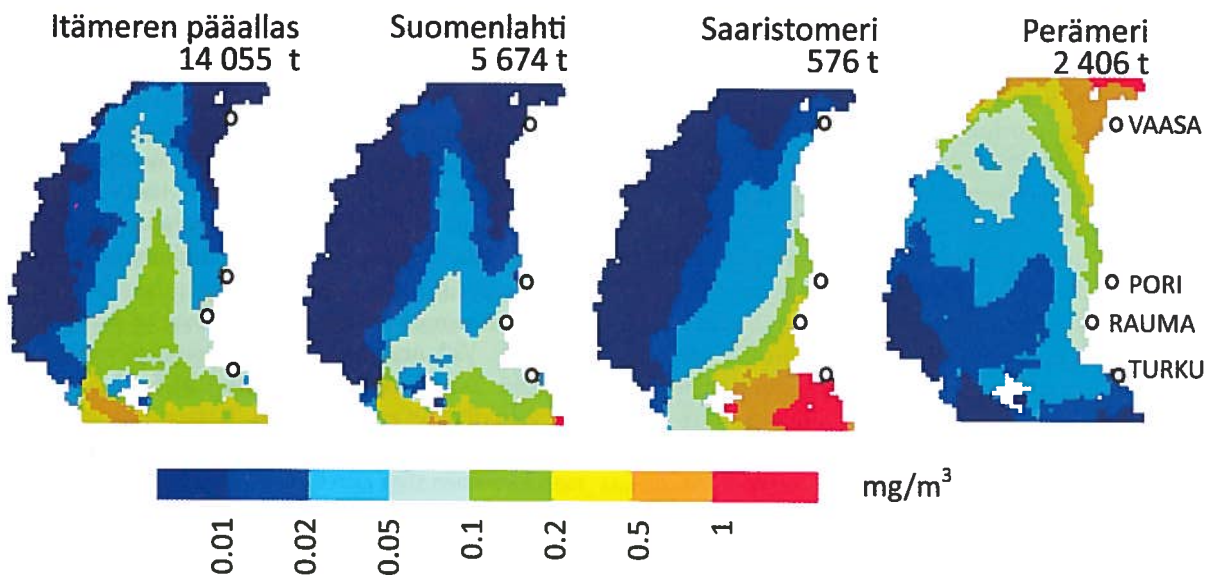 Itämeren pääallas
14 055 t
Suomenlahti
5 674 t
Saaristomeri
576 t
Perämeri
2 406 t
VAASA
PORI
RAUMA
TURKU
mg/m³
0.01
0.02
0.05
0.1
0.2
0.5
1